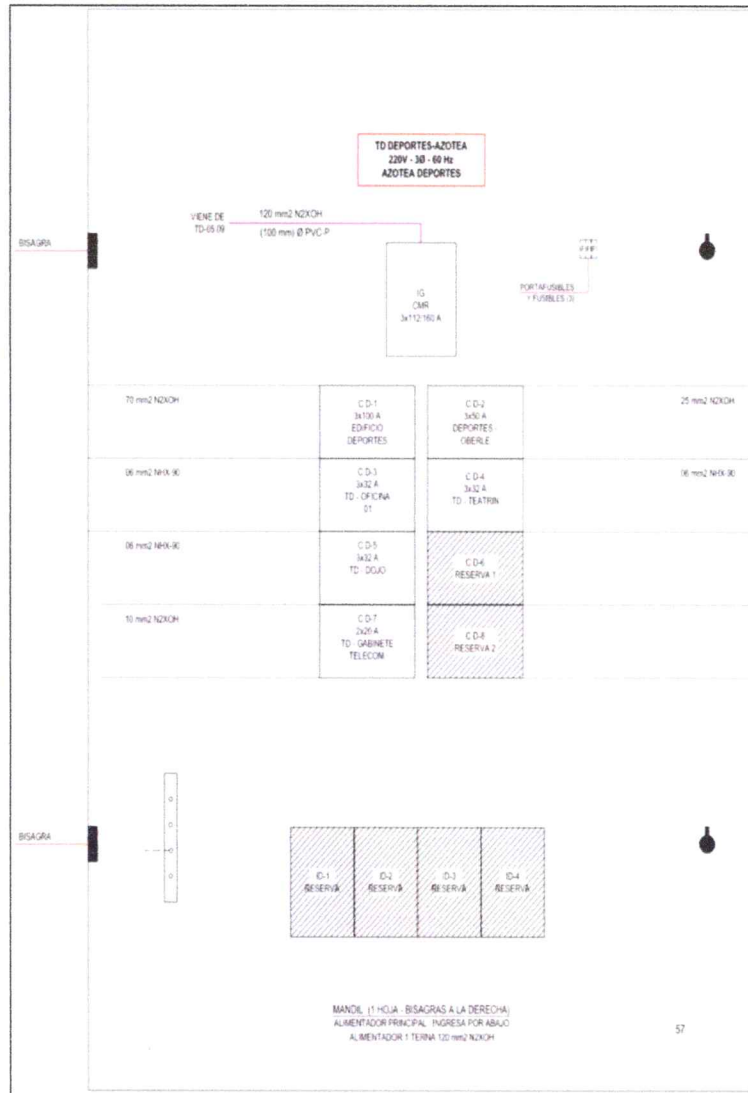 TD DEPORTES-AZOTEA
220V - 3Ø - 60 Hz
AZOTEA DEPORTES
VIENE DE
TD-05.09
120 mm2 N2XOH
(100 mm) Ø PVC-P
BISAGRA
IG
CMR
3x112/160 A
PORTAFUSIBLES
Y FUSIBLES (3)
70 mm2 N2XOH
C.D-1
3x100 A
EDIFICIO
DEPORTES
C.D-2
3x50 A
DEPORTES -
OBERLE
25 mm2 N2XOH
06 mm2 NHX-90
C.D-3
3x32 A
TD - OFICINA
01
C.D-4
3x32 A
TD - TEATRIN
06 mm2 NHX-90
06 mm2 NHX-90
C.D-5
3x32 A
TD - DOJO
C.D-6
RESERVA 1
10 mm2 N2XOH
C.D-7
TD - GABINETE
TELECOM.
C.D-8
RESERVA 2
BISAGRA
ID-1
RESERVA
ID-2
RESERVA
ID-3
RESERVA
ID-4
RESERVA
MANDIL (1 HOJA - BISAGRAS A LA DERECHA)
ALIMENTADOR PRINCIPAL INGRESA POR ABAJO
ALIMENTADOR 1 TERNA 120 mm2 N2XOH
57